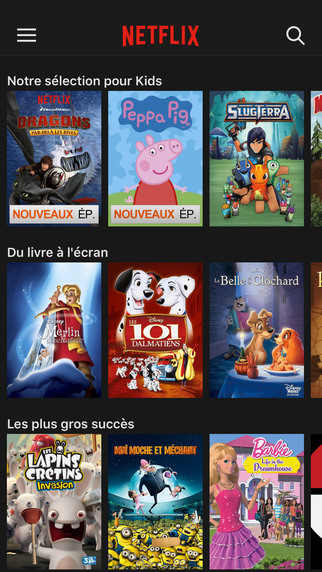 NETFLIX
Notre sélection pour Kids
NETFLIX
DreamWorks
DRAGONS
PAR-DELÀ LES RIVES
NOUVEAUX ÉP.
Peppa Pig
NOUVEAUX ÉP.
SLUGTERRA
Du livre à l'écran
Merlin
l'enchanteur
Disney
LES
101
DALMATIENS
Disney
La Belle et le Clochard
Disney
Les plus gros succès
LES
LAPINS
CRÉTINS
Invasion
MOI MOCHE ET MÉCHANT
Barbie
Life in the
Dreamhouse